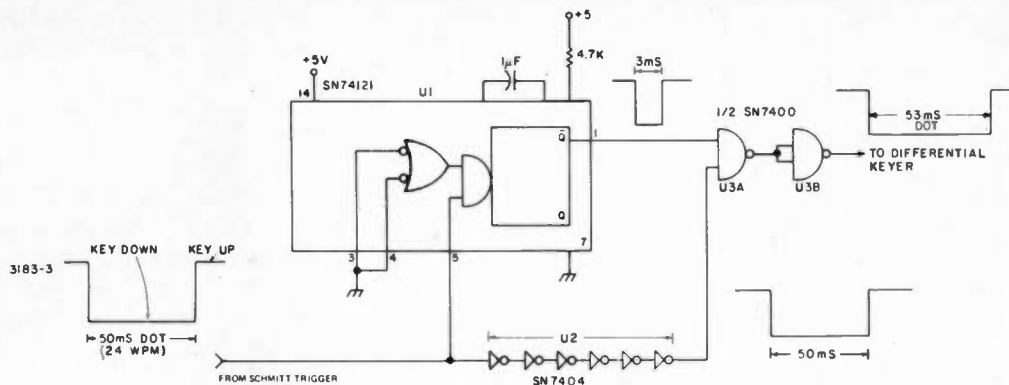 +5
4.7K
1µF
+5V
14
SN74121
U1
3mS
1/2 SN7400
53mS
DOT
Q̅
1
Q
7
U3A
U3B
TO DIFFERENTIAL
KEYER
KEY DOWN
KEY UP
3183-3
3
4
5
50mS DOT
(24 WPM)
U2
50mS
SN7404
FROM SCHMITT TRIGGER